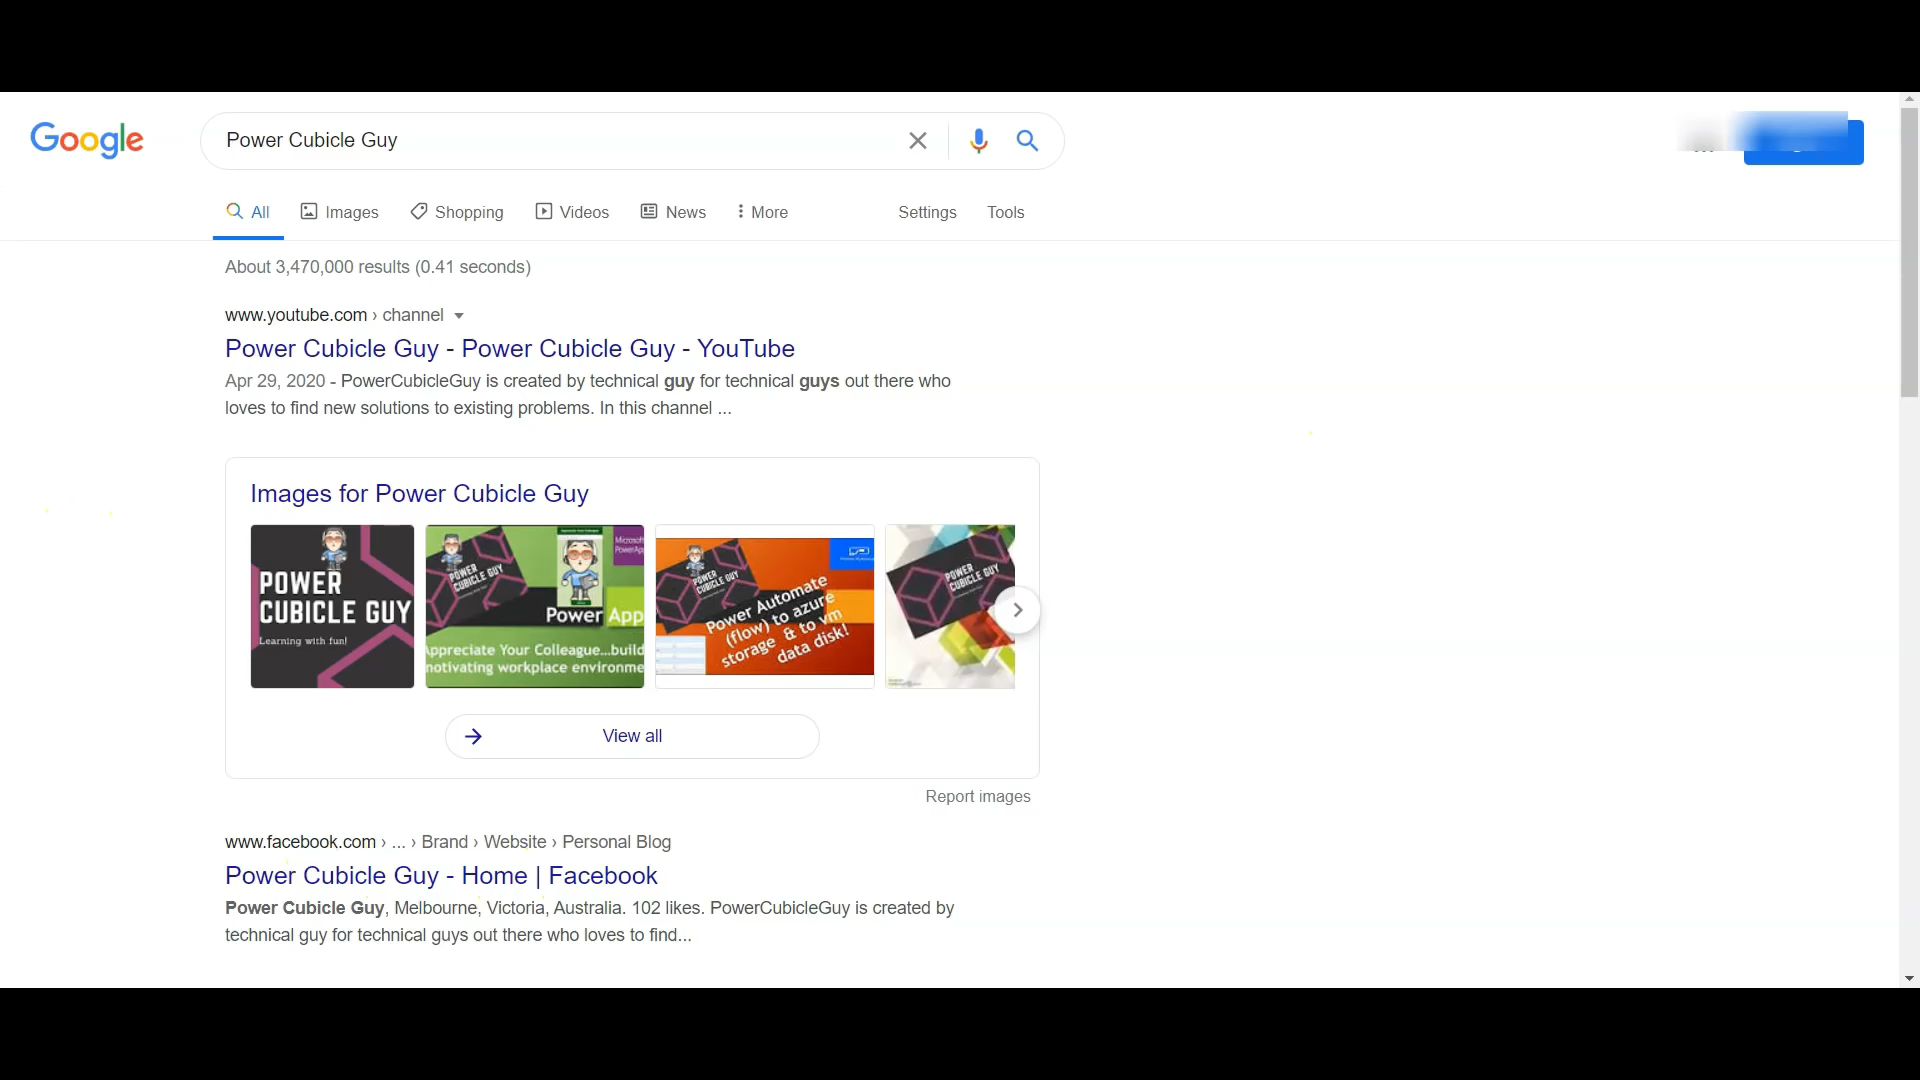 Google
Power Cubicle Guy
All Images Shopping Videos News More Settings Tools
About 3,470,000 results (0.41 seconds)
www.youtube.com › channel
Power Cubicle Guy - Power Cubicle Guy - YouTube
Apr 29, 2020 - PowerCubicleGuy is created by technical guy for technical guys out there who
loves to find new solutions to existing problems. In this channel ...
Images for Power Cubicle Guy
POWER
CUBICLE GUY
Learning with fun!
POWER
CUBICLE GUY
Microsoft
PowerAp
Power App
Appreciate Your Colleague...build
motivating workplace environme
POWER
CUBICLE GUY
Power Automate
(flow) to azure
storage & to vm
data disk!
POWER
CUBICLE GUY
View all
Report images
www.facebook.com › ... › Brand › Website › Personal Blog
Power Cubicle Guy - Home | Facebook
Power Cubicle Guy, Melbourne, Victoria, Australia. 102 likes. PowerCubicleGuy is created by
technical guy for technical guys out there who loves to find...